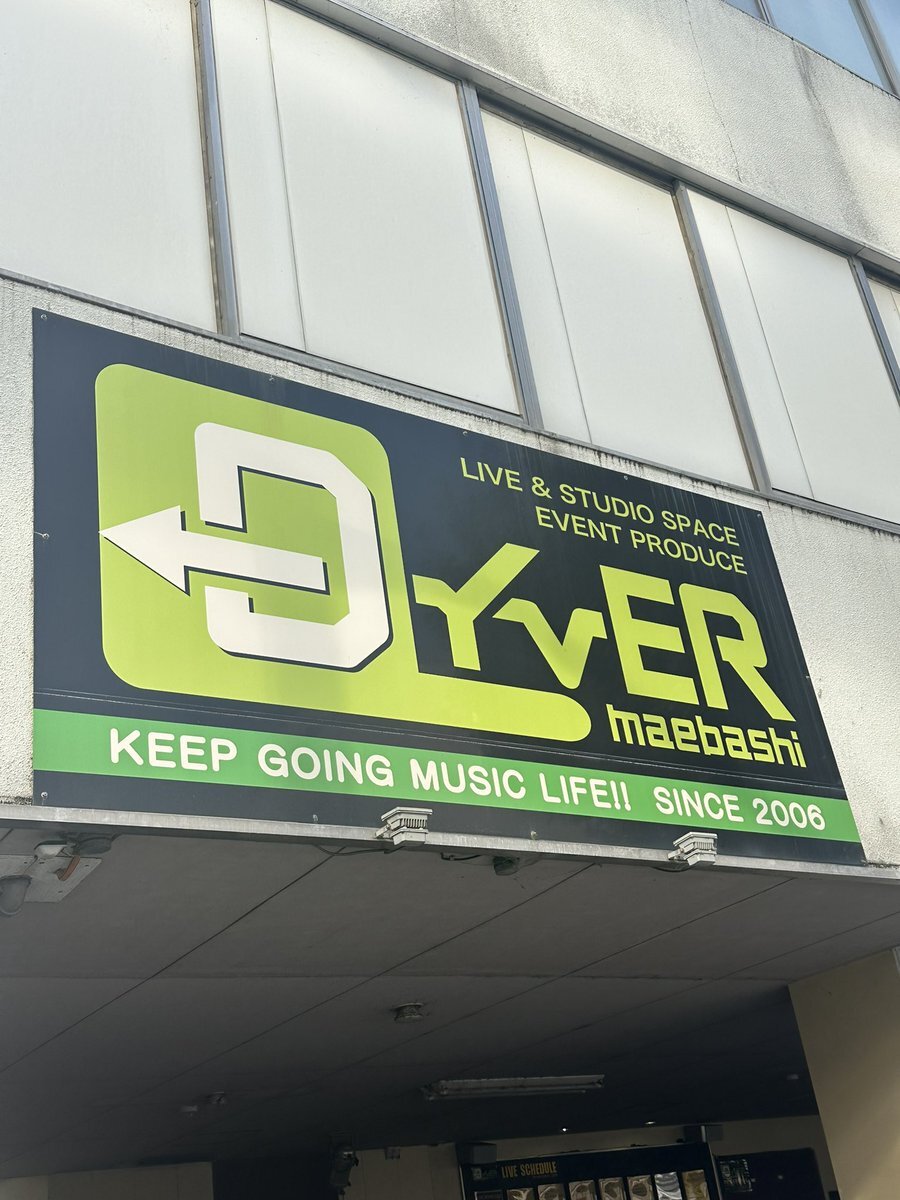 LIVE & STUDIO SPACE
EVENT PRODUCE
DYVER
maebashi
KEEP GOING MUSIC LIFE!! SINCE 2006
LIVE SCHEDULE